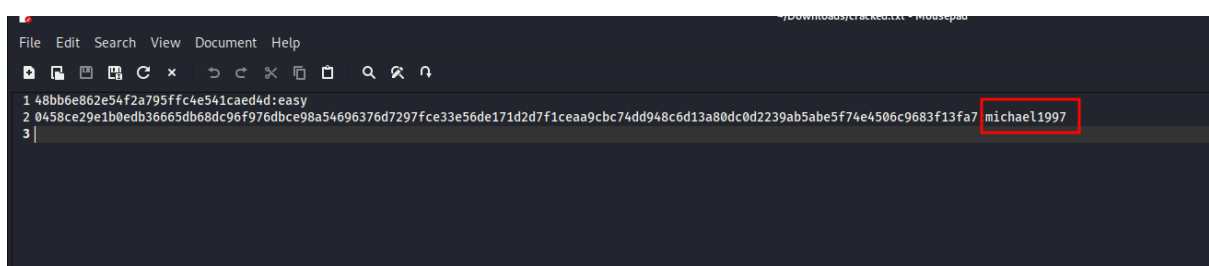 ~/Downloads/cracked.txt - Mousepad
File Edit Search View Document Help
1 48bb6e862e54f2a795ffc4e541caed4d:easy
2 0458ce29e1b0edb36665db68dc96f976dbce98a54696376d7297fce33e56de171d2d7f1ceaa9cbc74dd948c6d13a80dc0d2239ab5abe5f74e4506c9683f13fa7 michael1997
3